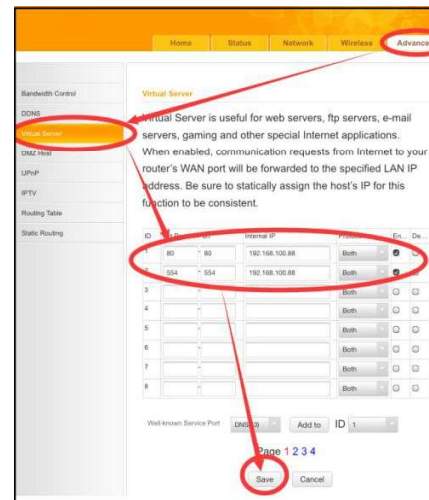 Home Status Network Wireless Advance
Bandwidth Control
DDNS
Virtual Server
DMZ Host
UPnP
IPTV
Routing Table
Static Routing
Virtual Server
Virtual Server is useful for web servers, ftp servers, e-mail
servers, gaming and other special Internet applications.
When enabled, communication requests from Internet to your
router's WAN port will be forwarded to the specified LAN IP
address. Be sure to statically assign the host's IP for this
function to be consistent.
ID Internal IP En... De...
1 80 - 80 192.168.100.88 Both
2 554 - 554 192.168.100.88 Both
3 - Both
4 - Both
5 - Both
6 - Both
7 - Both
8 - Both
Well-known Service Port Add to ID 1
Page 1 2 3 4
Save Cancel